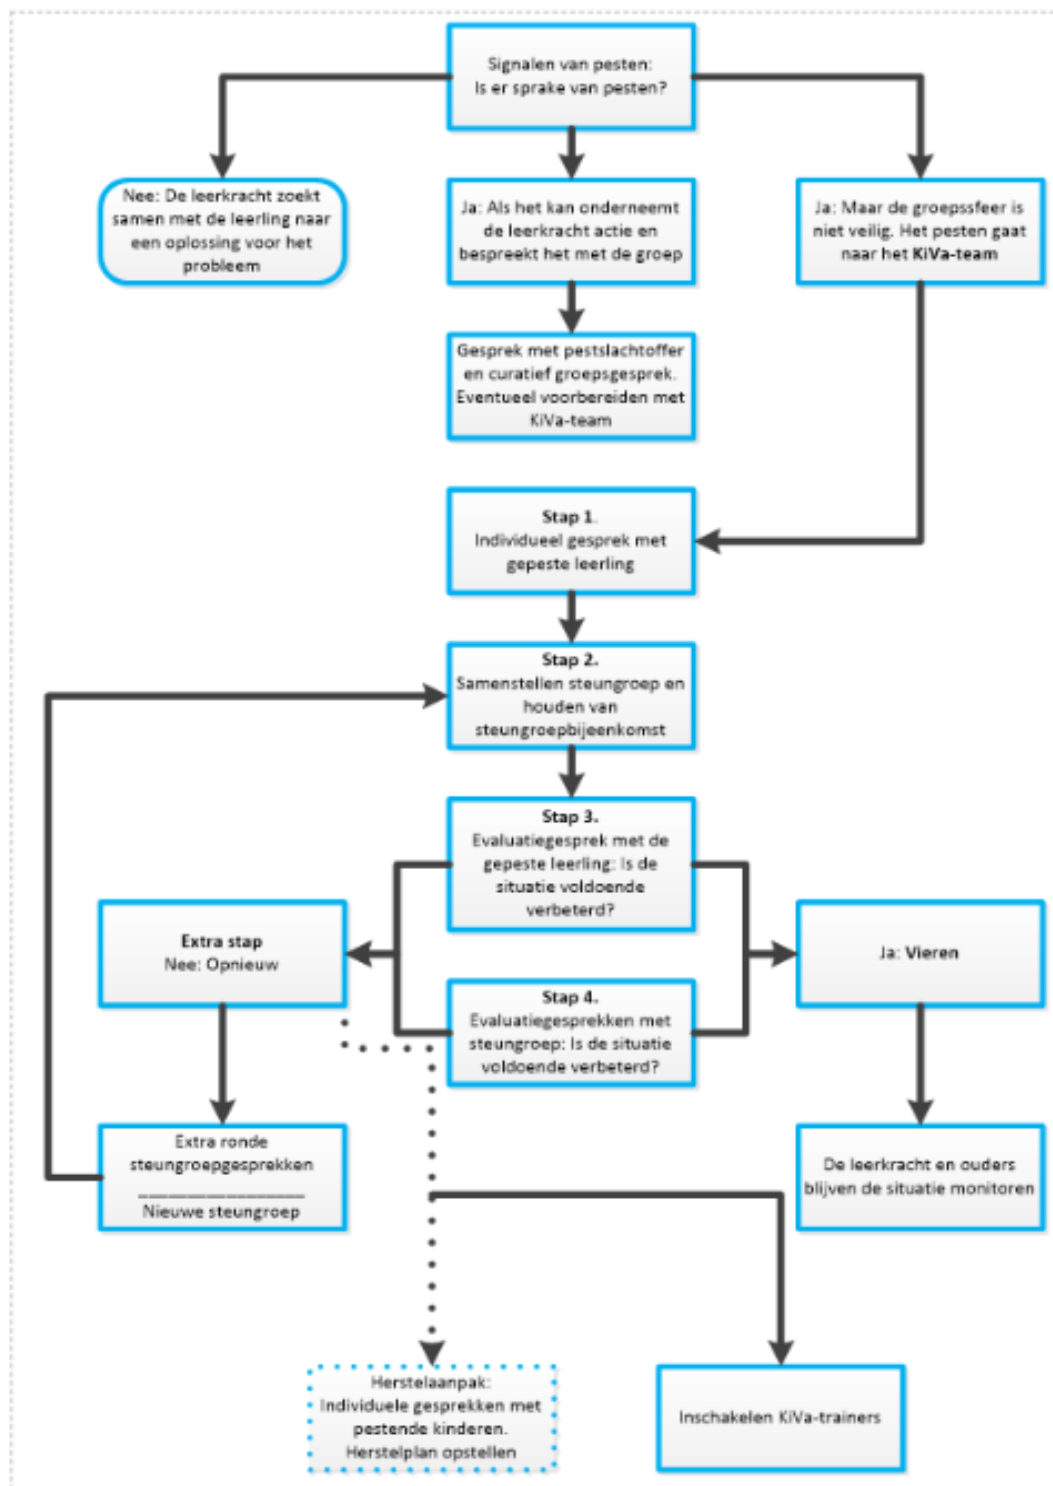 Signalen van pesten:
Is er sprake van pesten?
Nee: De leerkracht zoekt
samen met de leerling naar
een oplossing voor het
probleem
Ja: Als het kan onderneemt
de leerkracht actie en
bespreekt het met de groep
Ja: Maar de groepssfeer is
niet veilig. Het pesten gaat
naar het KiVa-team
Gesprek met pestslachtoffer
en curatief groepsgesprek.
Eventueel voorbereiden met
KiVa-team
Stap 1.
Individueel gesprek met
gepeste leerling
Stap 2.
Samenstellen steungroep en
houden van
steungroepbijeenkomst
Stap 3.
Evaluatiegesprek met de
gepeste leerling: Is de
situatie voldoende
verbeterd?
Extra stap
Nee: Opnieuw
Ja: Vieren
Stap 4.
Evaluatiegesprekken met
steungroep: Is de situatie
voldoende verbeterd?
Extra ronde
steungroepgesprekken
Nieuwe steungroep
De leerkracht en ouders
blijven de situatie monitoren
Herstelaanpak:
Individuele gesprekken met
pestende kinderen.
Herstelplan opstellen
Inschakelen KiVa-trainers